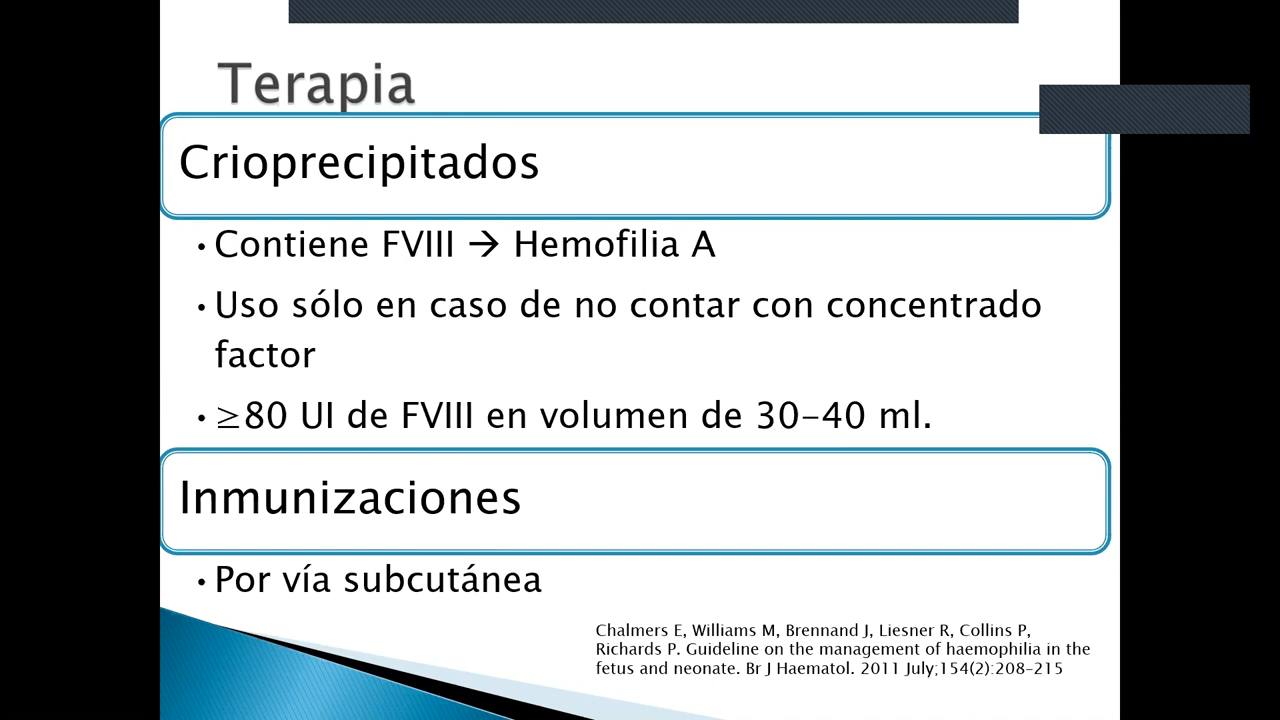 Terapia
Crioprecipitados
• Contiene FVIII → Hemofilia A
• Uso sólo en caso de no contar con concentrado
factor
• ≥80 UI de FVIII en volumen de 30-40 ml.
Inmunizaciones
• Por vía subcutánea
Chalmers E, Williams M, Brennand J, Liesner R, Collins P,
Richards P. Guideline on the management of haemophilia in the
fetus and neonate. Br J Haematol. 2011 July;154(2):208-215